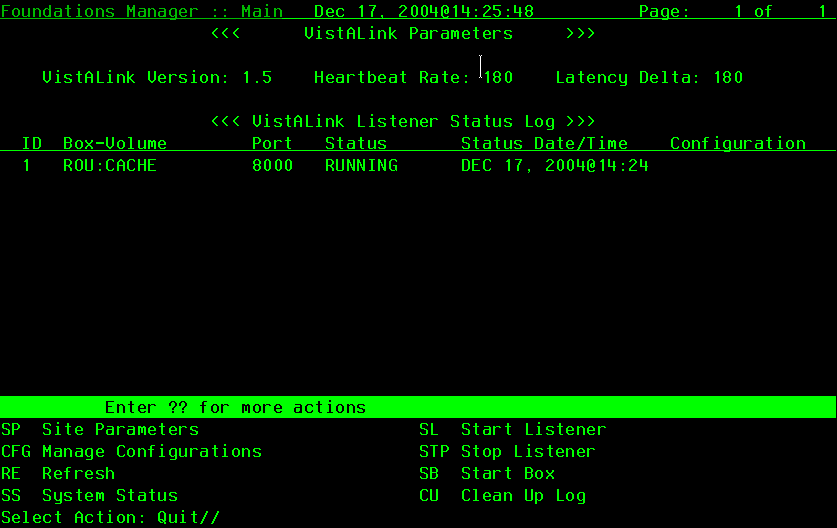 Foundations Manager :: Main   Dec 17, 2004@14:25:48          Page:    1 of    1
<<<      VistALink Parameters     >>>
VistALink Version: 1.5    Heartbeat Rate: 180    Latency Delta: 180
<<< VistALink Listener Status Log >>>
ID  Box-Volume        Port   Status       Status Date/Time    Configuration
1   ROU:CACHE         8000   RUNNING      DEC 17, 2004@14:24
Enter ?? for more actions
SP  Site Parameters                     SL  Start Listener
CFG Manage Configurations               STP Stop Listener
RE  Refresh                             SB  Start Box
SS  System Status                       CU  Clean Up Log
Select Action: Quit//